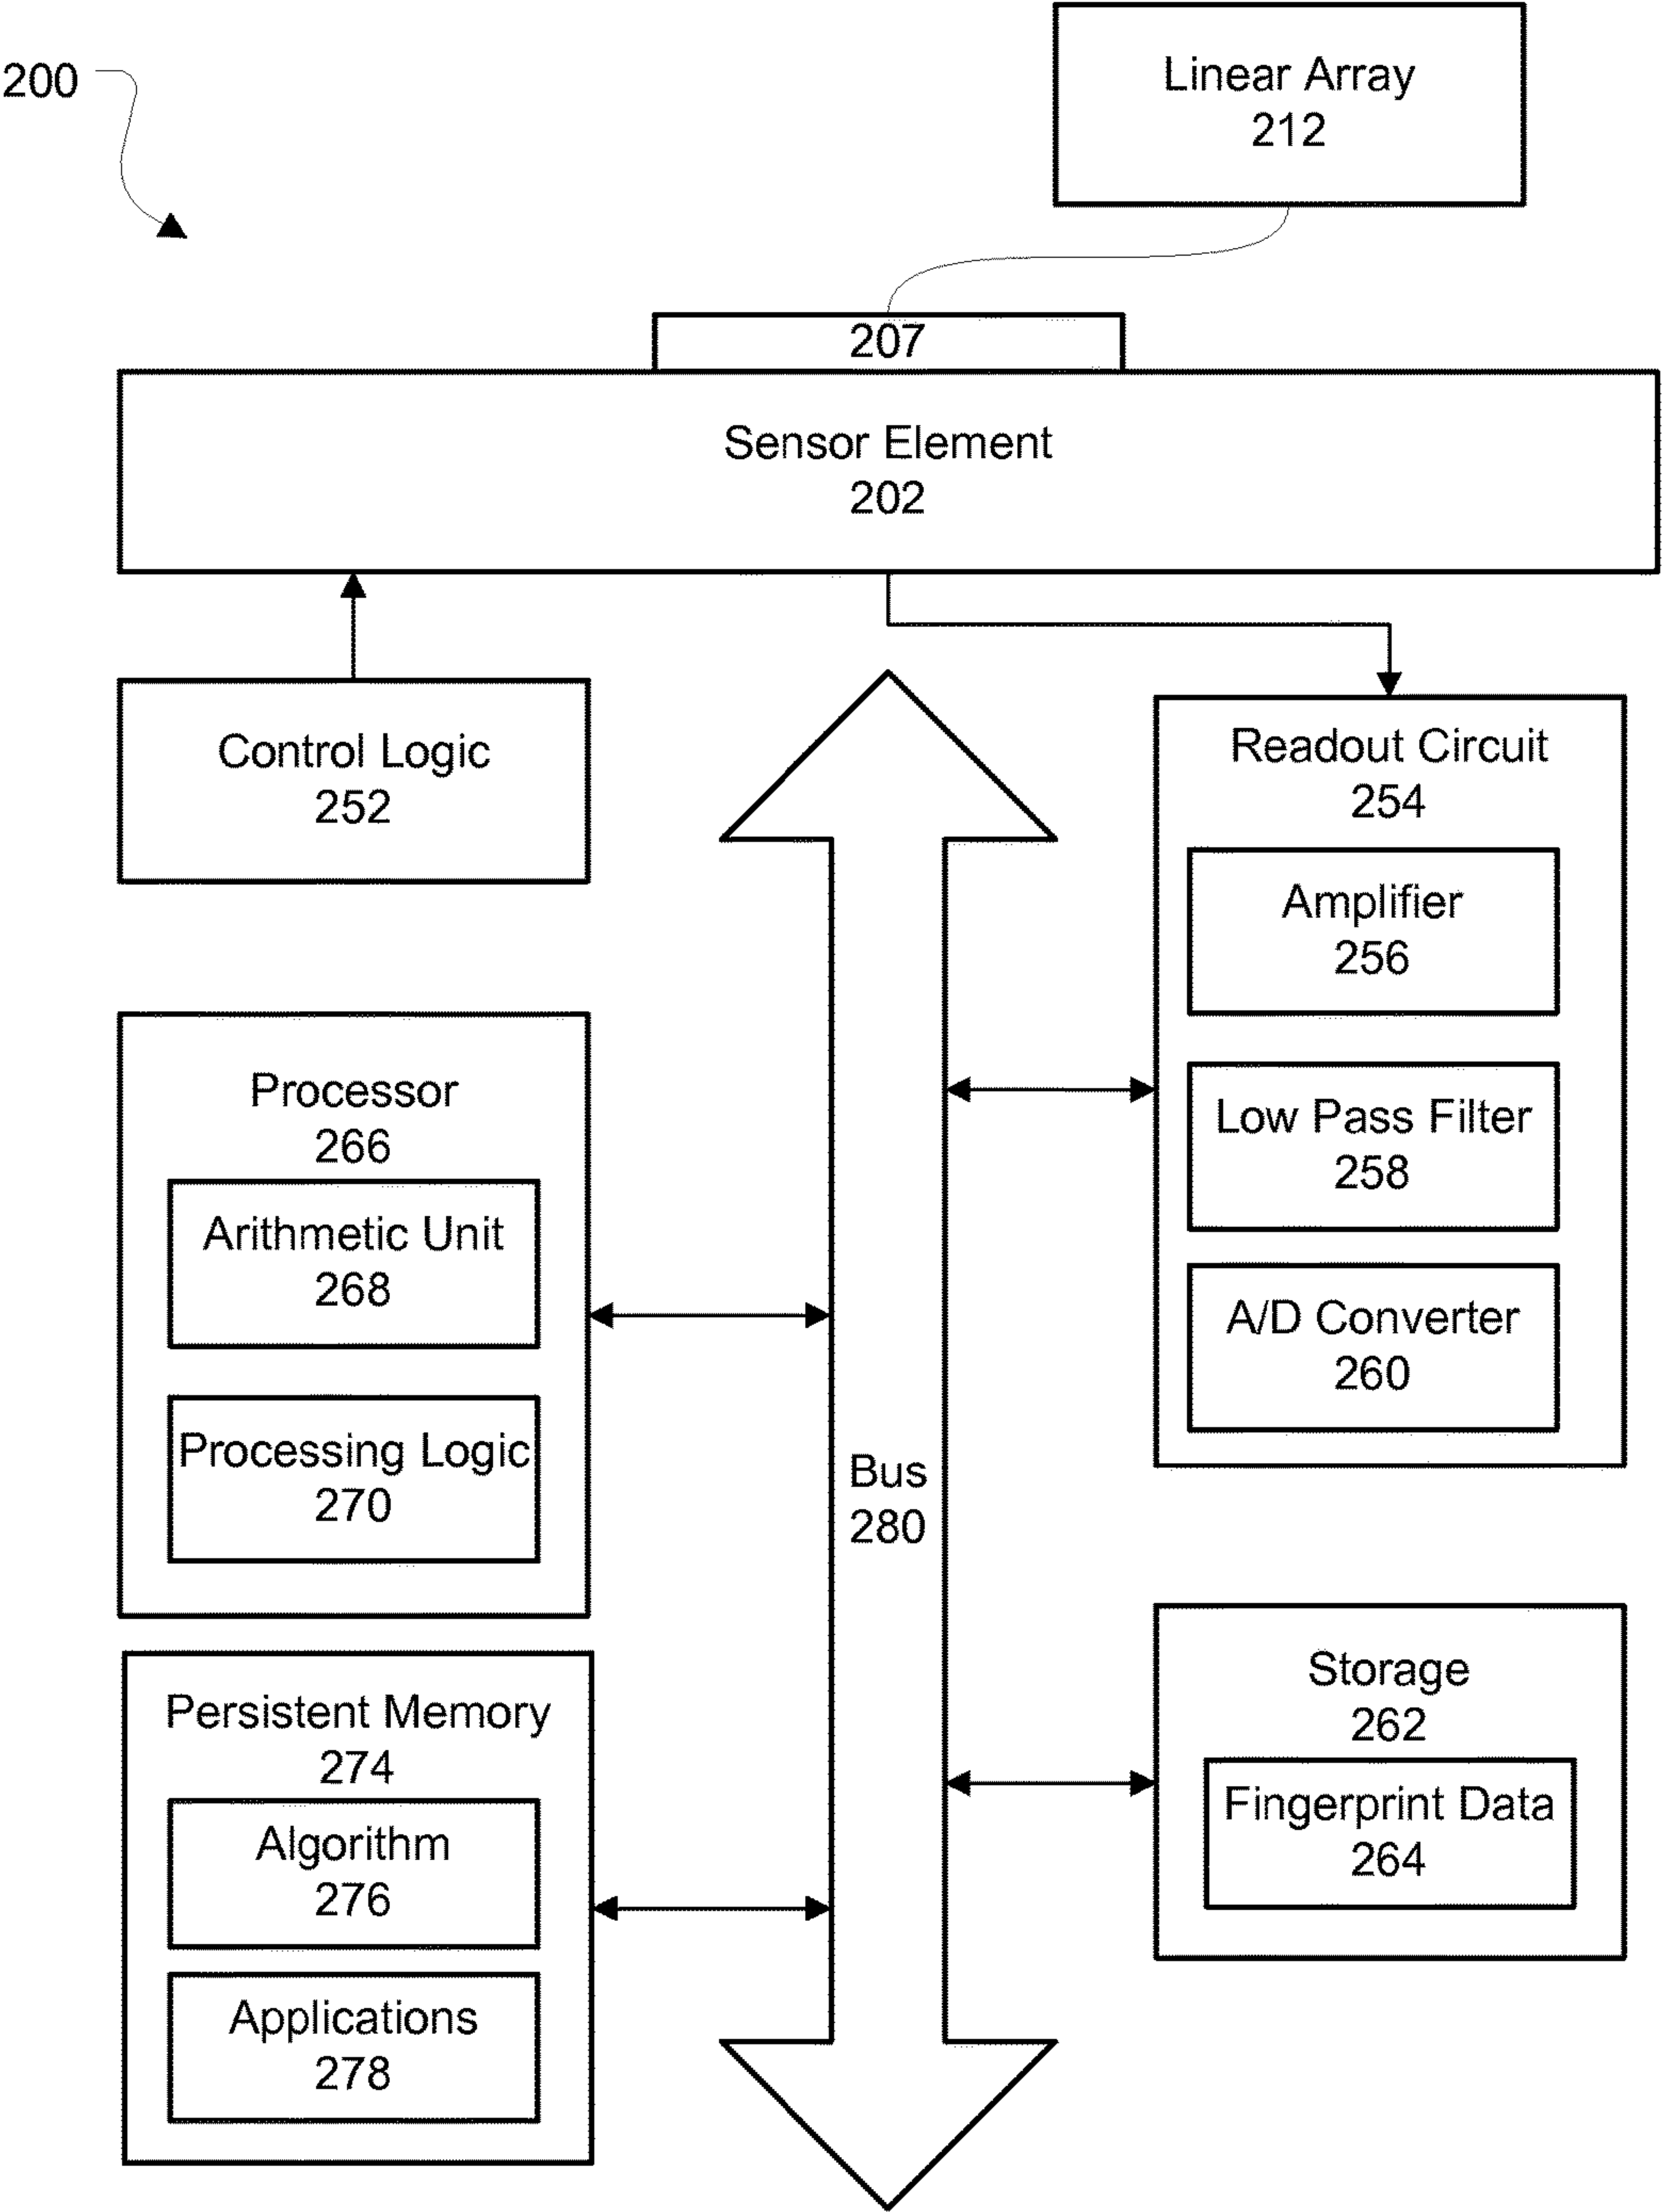 200
Linear Array
212
207
Sensor Element
202
Control Logic
252
Readout Circuit
254
Amplifier
256
Low Pass Filter
258
A/D Converter
260
Processor
266
Arithmetic Unit
268
Processing Logic
270
Bus
280
Persistent Memory
274
Algorithm
276
Applications
278
Storage
262
Fingerprint Data
264